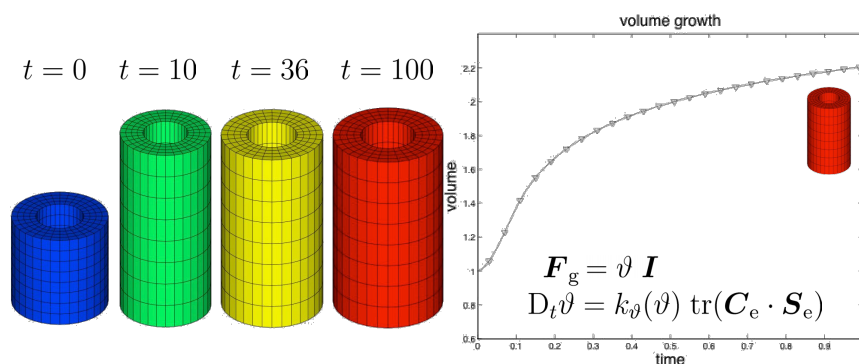 volume growth
t = 0 t = 10 t = 36 t = 100
2.2
2
1.8
1.6
1.4
1.2
1
0.8
0.6
volume
F_g = ϑ I
D_t ϑ = k_ϑ(ϑ) tr(C_e · S_e)
0 0.1 0.2 0.3 0.4 0.5 0.6 0.7 0.8 0.9
time